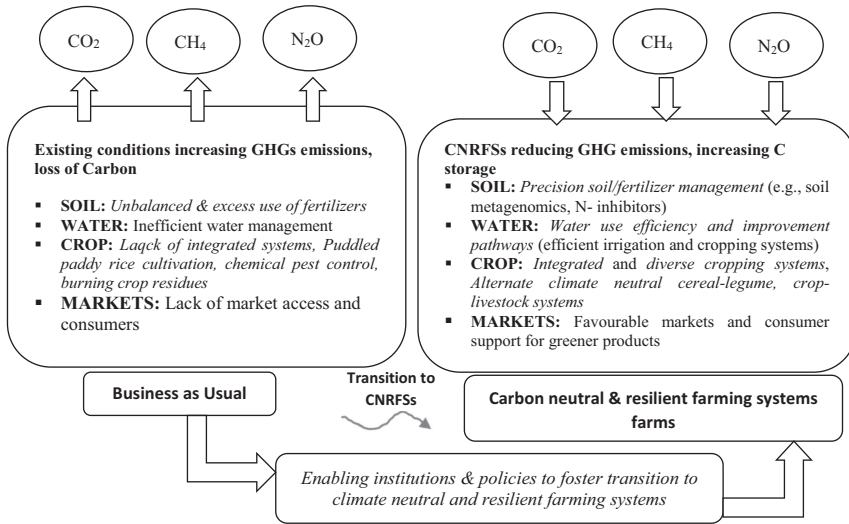 CO₂
CH₄
N₂O
Existing conditions increasing GHGs emissions,
loss of Carbon
▪ SOIL: Unbalanced & excess use of fertilizers
▪ WATER: Inefficient water management
▪ CROP: Laqck of integrated systems, Puddled
paddy rice cultivation, chemical pest control,
burning crop residues
▪ MARKETS: Lack of market access and
consumers
Business as Usual
Transition to
CNRFSs
CO₂
CH₄
N₂O
CNRFSs reducing GHG emissions, increasing C
storage
▪ SOIL: Precision soil/fertilizer management (e.g., soil
metagenomics, N- inhibitors)
▪ WATER: Water use efficiency and improvement
pathways (efficient irrigation and cropping systems)
▪ CROP: Integrated and diverse cropping systems,
Alternate climate neutral cereal-legume, crop-
livestock systems
▪ MARKETS: Favourable markets and consumer
support for greener products
Carbon neutral & resilient farming systems
farms
Enabling institutions & policies to foster transition to
climate neutral and resilient farming systems